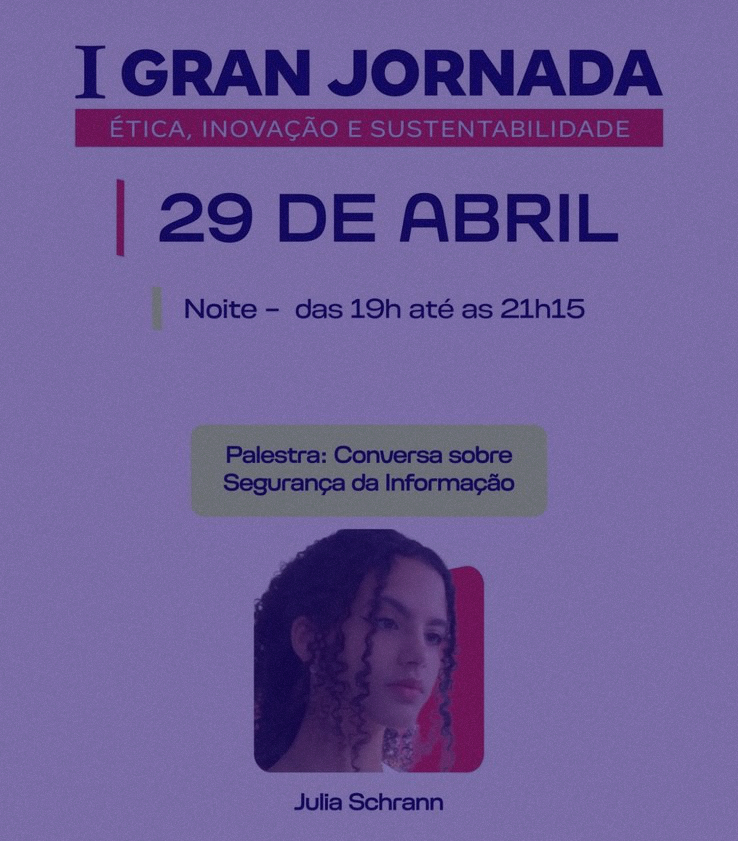 I GRAN JORNADA
ÉTICA, INOVAÇÃO E SUSTENTABILIDADE
29 DE ABRIL
Noite - das 19h até as 21h15
Palestra: Conversa sobre
Segurança da Informação
Julia Schrann